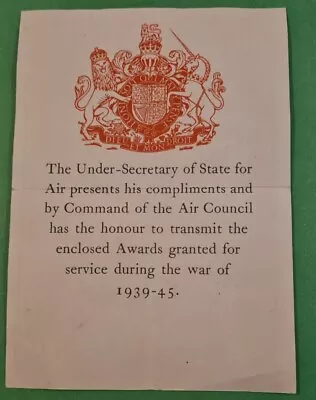 DIEU ET MON DROIT
The Under-Secretary of State for
Air presents his compliments and
by Command of the Air Council
has the honour to transmit the
enclosed Awards granted for
service during the war of
1939-45.